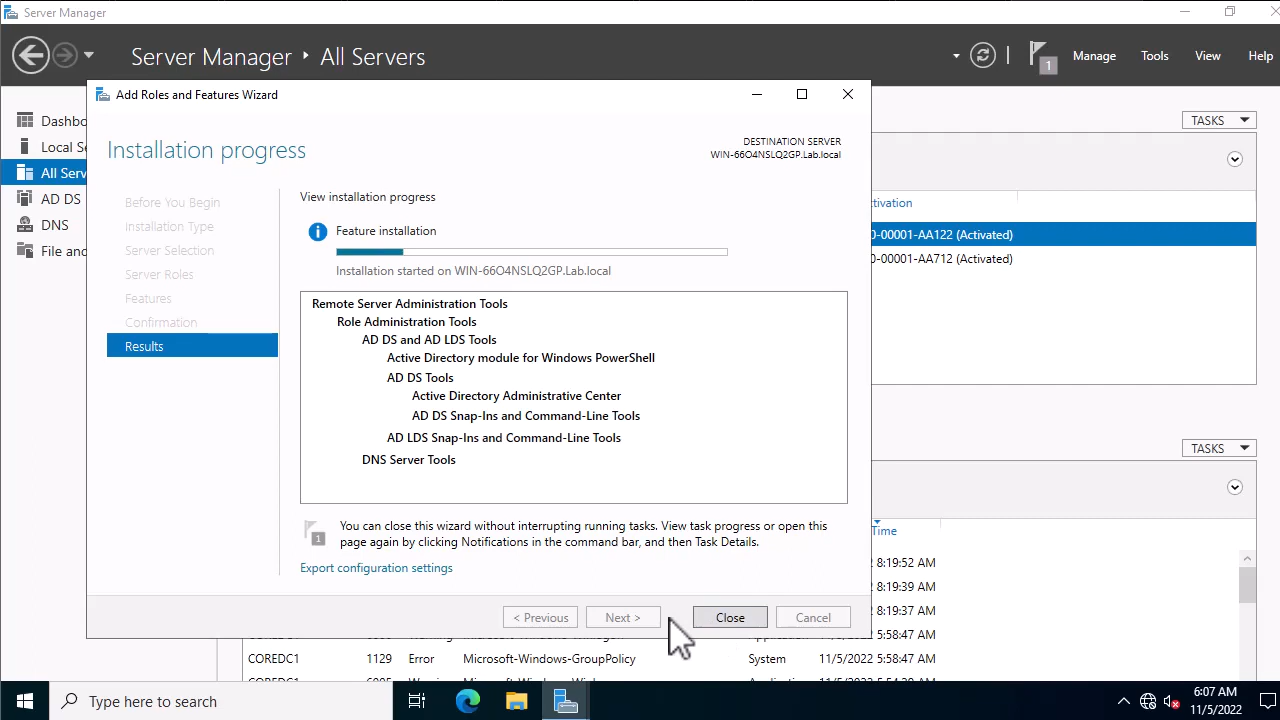 Server Manager
Server Manager ‣ All Servers
1
Manage
Tools
View
Help
Dashbo
Local Se
All Serv
AD DS
DNS
File and
Add Roles and Features Wizard
Installation progress
DESTINATION SERVER
WIN-66O4NSLQ2GP.Lab.local
Before You Begin
Installation Type
Server Selection
Server Roles
Features
Confirmation
Results
View installation progress
Feature installation
Installation started on WIN-66O4NSLQ2GP.Lab.local
Remote Server Administration Tools
Role Administration Tools
AD DS and AD LDS Tools
Active Directory module for Windows PowerShell
AD DS Tools
Active Directory Administrative Center
AD DS Snap-Ins and Command-Line Tools
AD LDS Snap-Ins and Command-Line Tools
DNS Server Tools
1
You can close this wizard without interrupting running tasks. View task progress or open this
page again by clicking Notifications in the command bar, and then Task Details.
Export configuration settings
< Previous
Next >
Close
Cancel
TASKS
ctivation
0-00001-AA122 (Activated)
0-00001-AA712 (Activated)
TASKS
Time
2 8:19:52 AM
2 8:19:39 AM
2 8:19:37 AM
2 5:58:47 AM
COREDC1 1129 Error Microsoft-Windows-GroupPolicy System 11/5/2022 5:58:47 AM
Type here to search
6:07 AM
11/5/2022